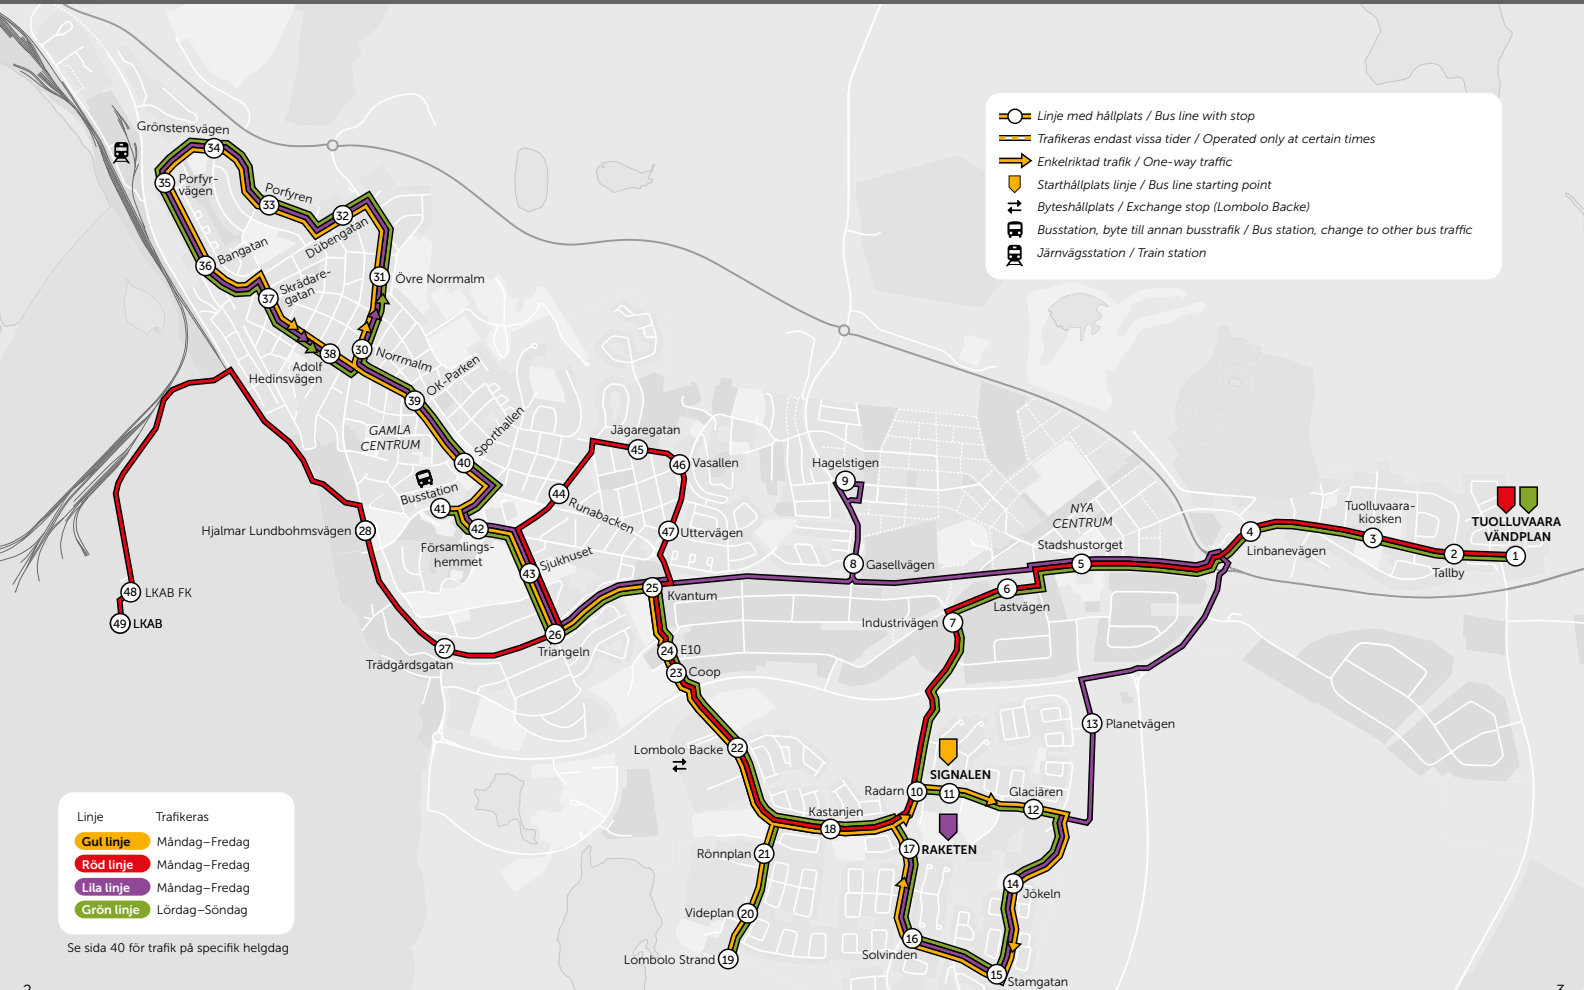 Linje med hållplats / Bus line with stop
Trafikeras endast vissa tider / Operated only at certain times
Enkelriktad trafik / One-way traffic
Starthållplats linje / Bus line starting point
Byteshållplats / Exchange stop (Lombolo Backe)
Busstation, byte till annan busstrafik / Bus station, change to other bus traffic
Järnvägsstation / Train station
Grönstensvägen
34
35
Porfyr-
vägen
Porfyren
33
32
Dübengatan
36
Bangatan
31
Övre Norrmalm
37
Skrädare-
gatan
38
Adolf
Hedinsvägen
30
Norrmalm
39
OK-Parken
GAMLA
CENTRUM
40
Sporthallen
Busstation
41
42
Församlings-
hemmet
43
Sjukhuset
44
Runabacken
Jägaregatan
45
46
Vasallen
47
Uttervägen
Hagelstigen
9
8
Gasellvägen
NYA
CENTRUM
Stadshustorget
5
6
Lastvägen
Industrivägen
7
4
Linbanevägen
Tuolluvaara-
kiosken
3
2
Tallby
TUOLLUVAARA
VÄNDPLAN
1
Hjalmar Lundbohmsvägen
28
48
LKAB FK
49
LKAB
27
Trädgårdsgatan
26
Triangeln
25
Kvantum
24
E10
23
Coop
Lombolo Backe
22
13
Planetvägen
SIGNALEN
Radarn
10
11
Glaciären
12
Kastanjen
18
RAKETEN
17
Rönnplan
21
14
Jökeln
Videplan
20
16
Solvinden
Lombolo Strand
19
15
Stamgatan
Linje Trafikeras
Gul linje Måndag–Fredag
Röd linje Måndag–Fredag
Lila linje Måndag–Fredag
Grön linje Lördag–Söndag
Se sida 40 för trafik på specifik helgdag
2
3